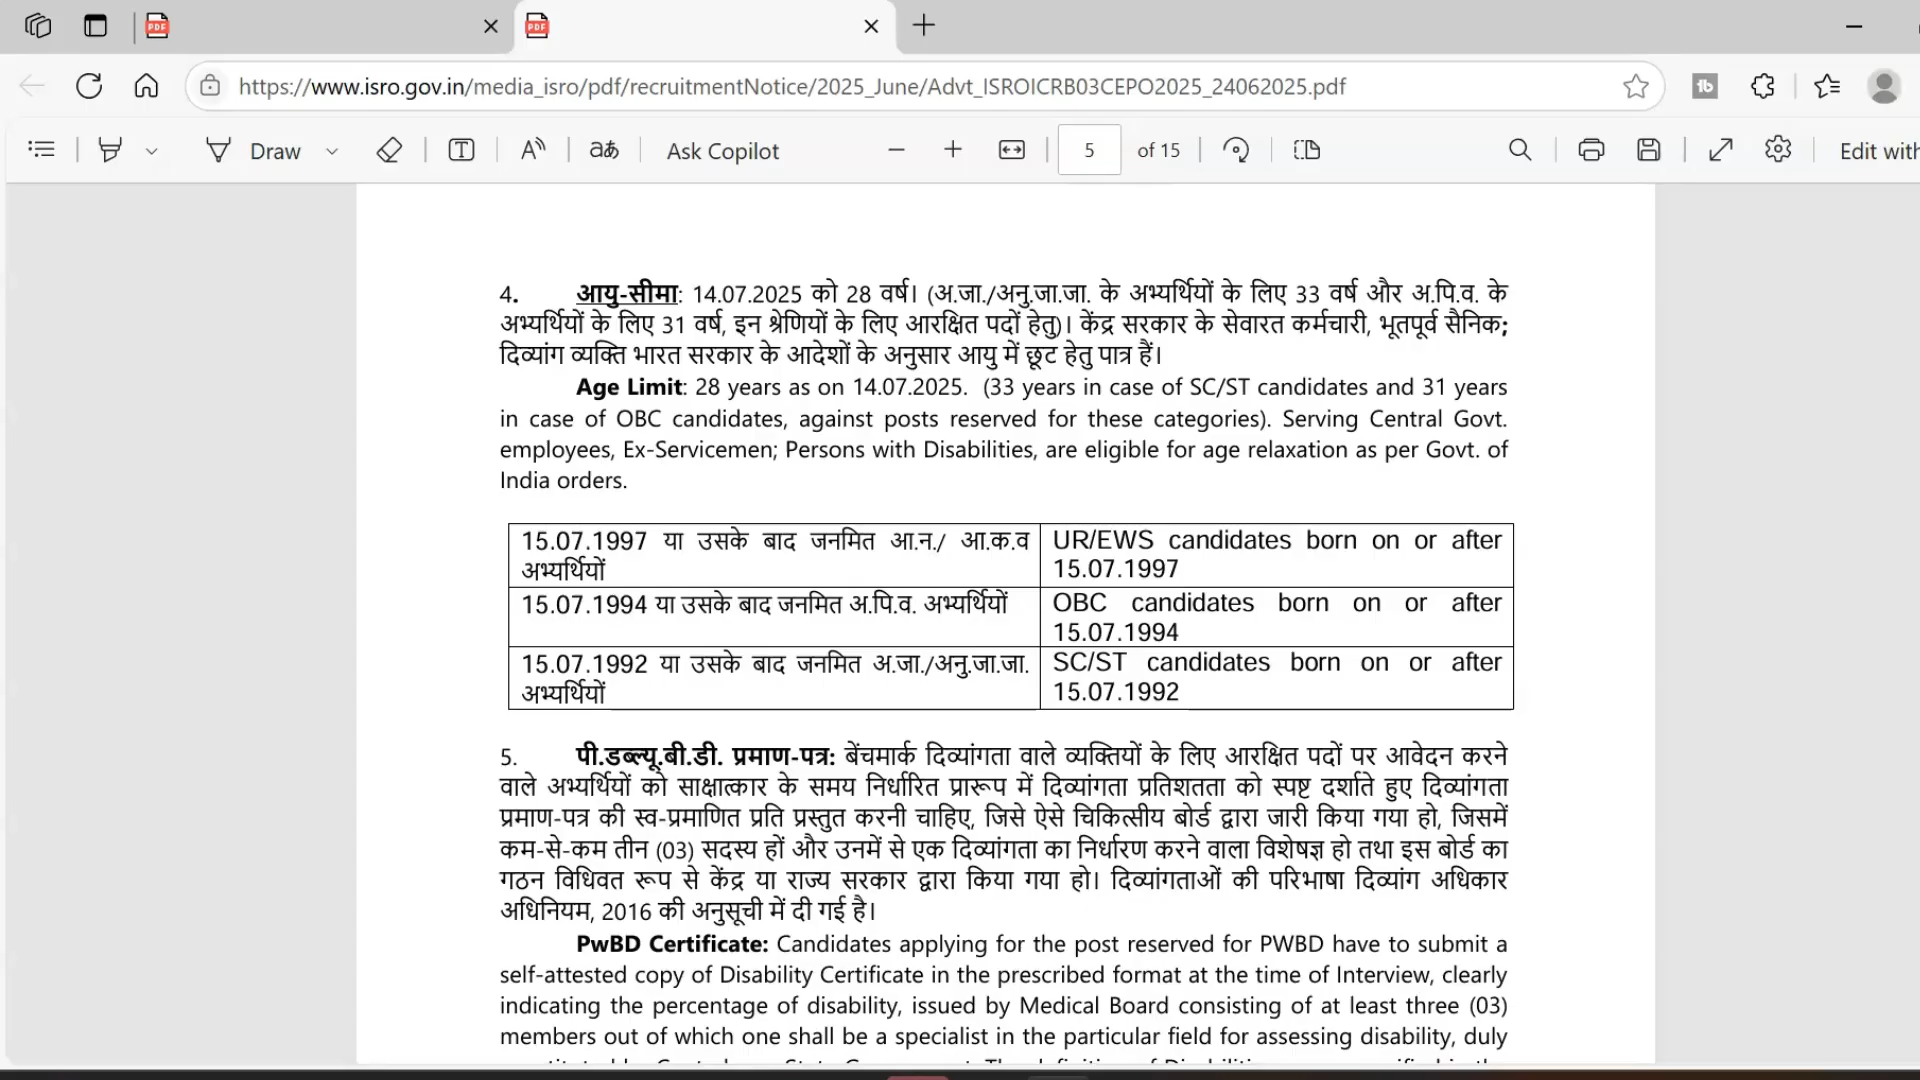 https://www.isro.gov.in/media_isro/pdf/recruitmentNotice/2025_June/Advt_ISROICRB03CEPO2025_24062025.pdf
Draw
Ask Copilot
5 of 15
Edit with
4. आयु-सीमा: 14.07.2025 को 28 वर्ष। (अ.जा./अनु.जा.जा. के अभ्यर्थियों के लिए 33 वर्ष और अ.पि.व. के
अभ्यर्थियों के लिए 31 वर्ष, इन श्रेणियों के लिए आरक्षित पदों हेतु)। केंद्र सरकार के सेवारत कर्मचारी, भूतपूर्व सैनिक;
दिव्यांग व्यक्ति भारत सरकार के आदेशों के अनुसार आयु में छूट हेतु पात्र हैं।
Age Limit: 28 years as on 14.07.2025. (33 years in case of SC/ST candidates and 31 years
in case of OBC candidates, against posts reserved for these categories). Serving Central Govt.
employees, Ex-Servicemen; Persons with Disabilities, are eligible for age relaxation as per Govt. of
India orders.
15.07.1997 या उसके बाद जनमित आ.न./ आ.क.व
अभ्यर्थियों
UR/EWS candidates born on or after
15.07.1997
15.07.1994 या उसके बाद जनमित अ.पि.व. अभ्यर्थियों
OBC candidates born on or after
15.07.1994
15.07.1992 या उसके बाद जनमित अ.जा./अनु.जा.जा.
अभ्यर्थियों
SC/ST candidates born on or after
15.07.1992
5. पी.डब्ल्यू.बी.डी. प्रमाण-पत्र: बेंचमार्क दिव्यांगता वाले व्यक्तियों के लिए आरक्षित पदों पर आवेदन करने
वाले अभ्यर्थियों को साक्षात्कार के समय निर्धारित प्रारूप में दिव्यांगता प्रतिशतता को स्पष्ट दर्शाते हुए दिव्यांगता
प्रमाण-पत्र की स्व-प्रमाणित प्रति प्रस्तुत करनी चाहिए, जिसे ऐसे चिकित्सीय बोर्ड द्वारा जारी किया गया हो, जिसमें
कम-से-कम तीन (03) सदस्य हों और उनमें से एक दिव्यांगता का निर्धारण करने वाला विशेषज्ञ हो तथा इस बोर्ड का
गठन विधिवत रूप से केंद्र या राज्य सरकार द्वारा किया गया हो। दिव्यांगताओं की परिभाषा दिव्यांग अधिकार
अधिनियम, 2016 की अनुसूची में दी गई है।
PwBD Certificate: Candidates applying for the post reserved for PWBD have to submit a
self-attested copy of Disability Certificate in the prescribed format at the time of Interview, clearly
indicating the percentage of disability, issued by Medical Board consisting of at least three (03)
members out of which one shall be a specialist in the particular field for assessing disability, duly